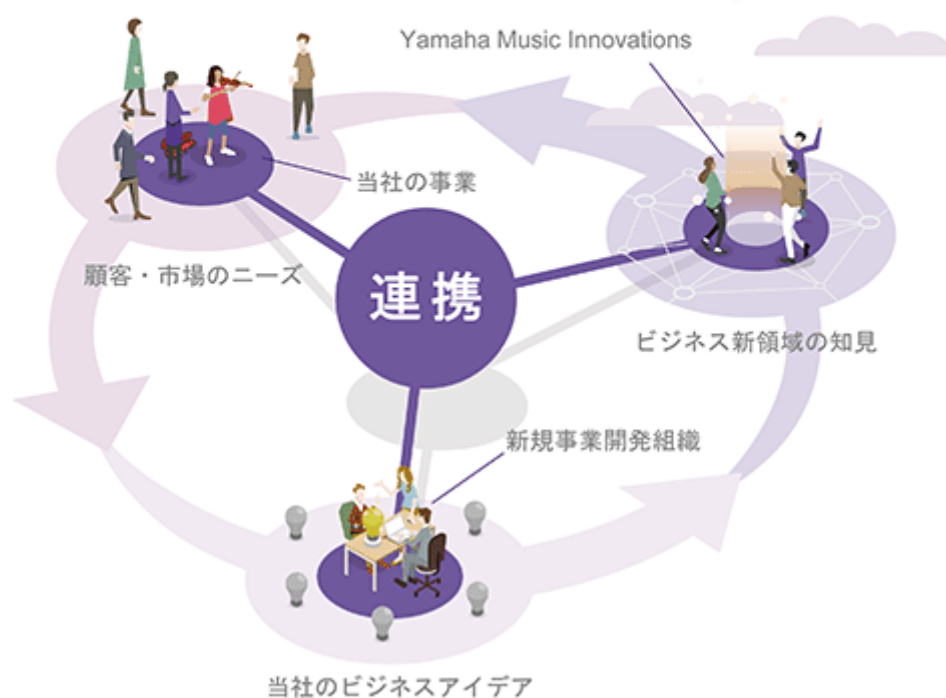 Yamaha Music Innovations
当社の事業
顧客・市場のニーズ
連携
ビジネス新領域の知見
新規事業開発組織
当社のビジネスアイデア